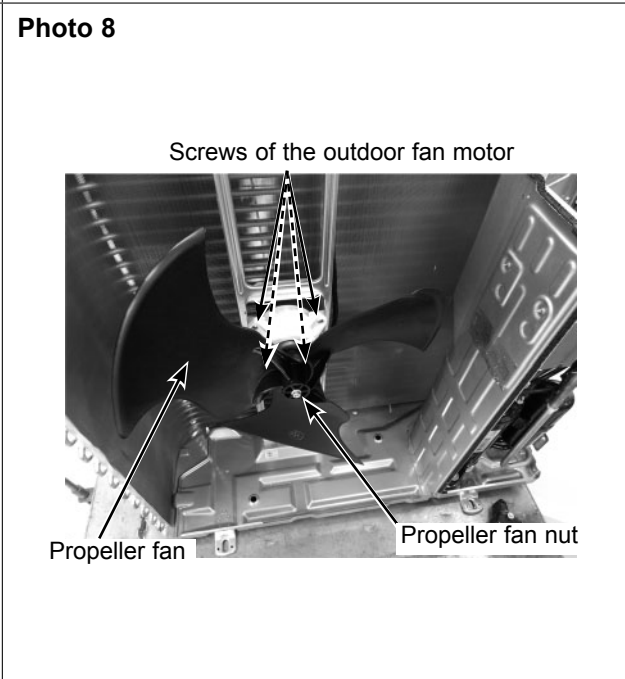 Photo 8
Screws of the outdoor fan motor
Propeller fan
Propeller fan nut